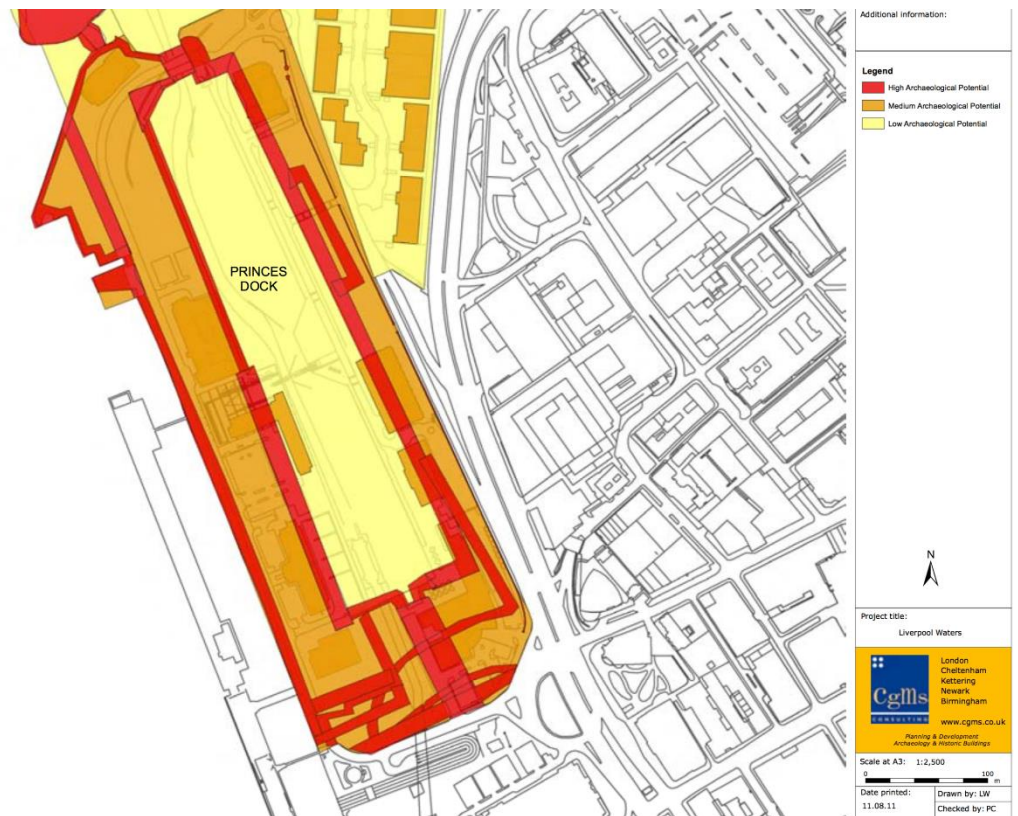 PRINCES
DOCK
Additional information:
Legend
High Archaeological Potential
Medium Archaeological Potential
Low Archaeological Potential
N
Project title:
Liverpool Waters
CgMs
CONSULTING
London
Cheltenham
Kettering
Newark
Birmingham
www.cgms.co.uk
Planning & Development
Archaeology & Historic Buildings
Scale at A3: 1:2,500
0 100
m
Date printed:
11.08.11
Drawn by: LW
Checked by: PC